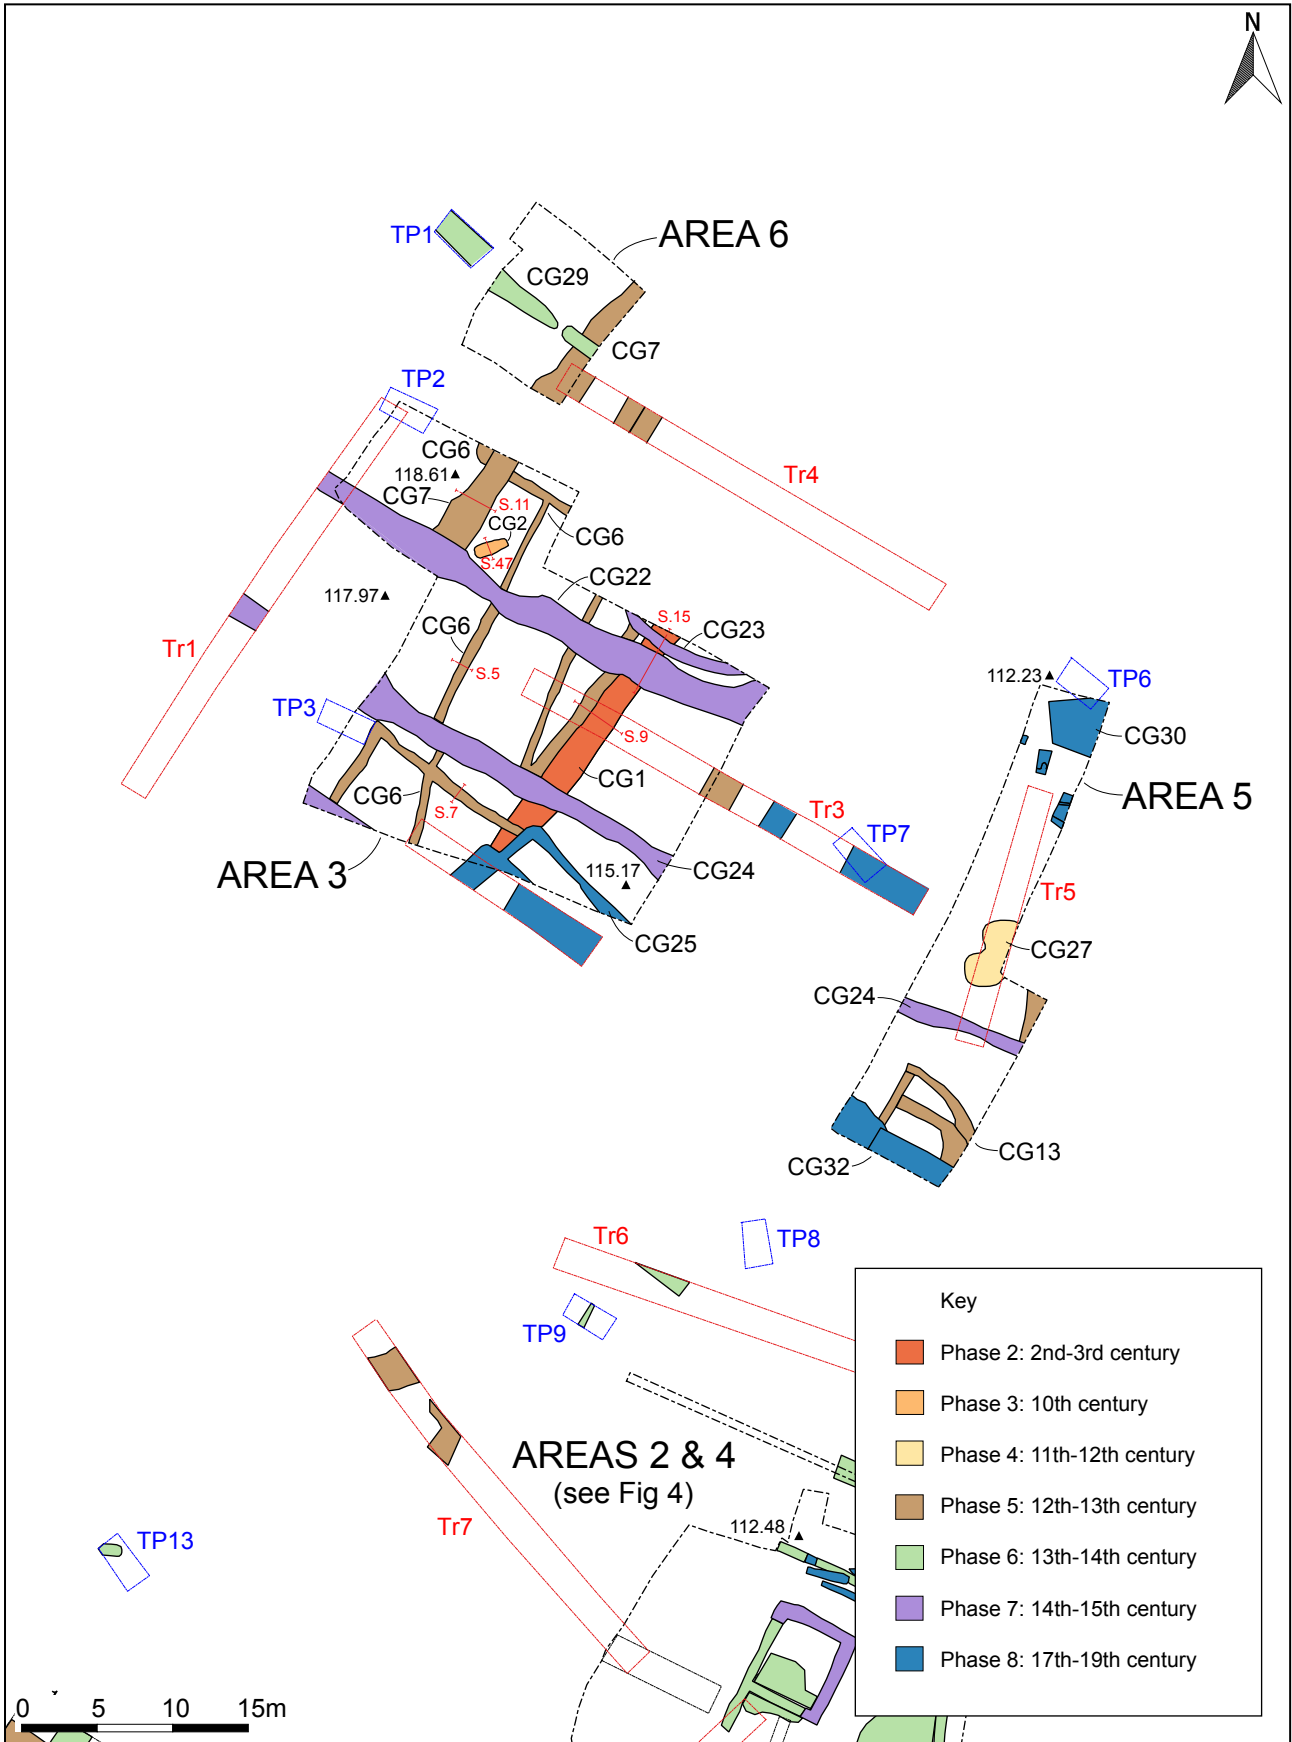 N
AREA 6
TP1
CG29
CG7
TP2
CG6
118.61
CG7
S.11
CG2
S.47
CG6
Tr4
CG22
117.97
CG6
S.15
CG23
Tr1
S.5
TP3
S.9
CG1
CG6
S.7
Tr3
TP7
AREA 3
115.17
CG24
CG25
112.23
TP6
CG30
AREA 5
Tr5
CG27
CG24
CG13
CG32
Tr6
TP8
TP9
AREAS 2 & 4
(see Fig 4)
Tr7
112.48
TP13
Key
Phase 2: 2nd-3rd century
Phase 3: 10th century
Phase 4: 11th-12th century
Phase 5: 12th-13th century
Phase 6: 13th-14th century
Phase 7: 14th-15th century
Phase 8: 17th-19th century
0 5 10 15m